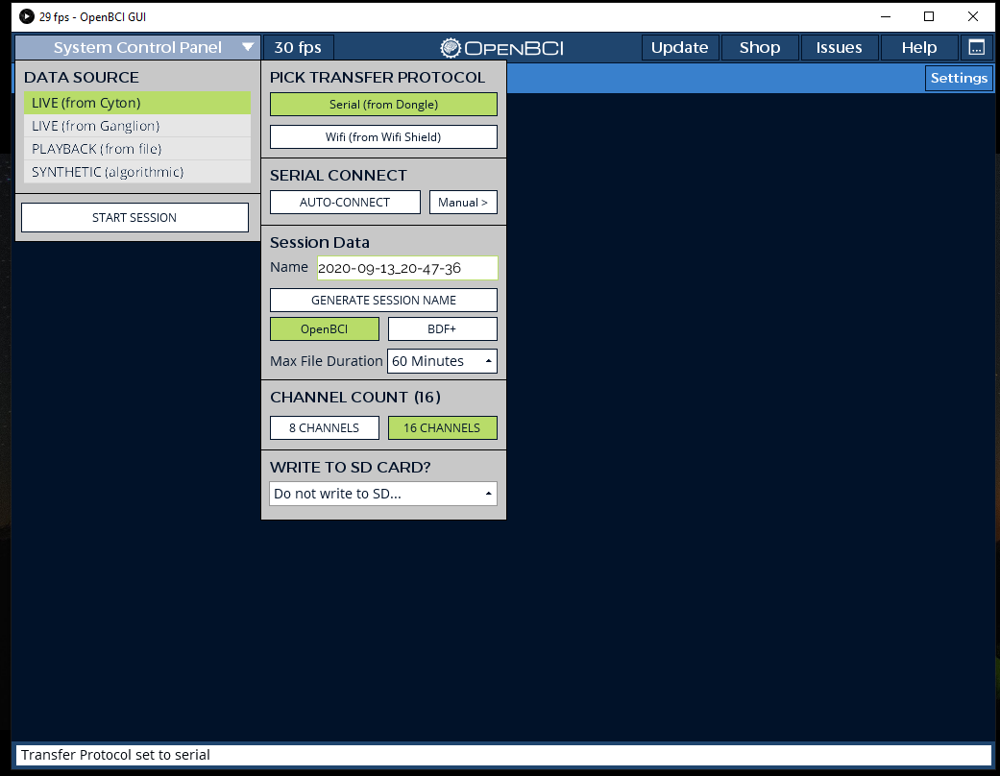 29 fps - OpenBCI GUI
System Control Panel
30 fps
OPENBCI
Update
Shop
Issues
Help
Settings
DATA SOURCE
LIVE (from Cyton)
LIVE (from Ganglion)
PLAYBACK (from file)
SYNTHETIC (algorithmic)
START SESSION
PICK TRANSFER PROTOCOL
Serial (from Dongle)
Wifi (from Wifi Shield)
SERIAL CONNECT
AUTO-CONNECT
Manual >
Session Data
Name 2020-09-13_20-47-36
GENERATE SESSION NAME
OpenBCI
BDF+
Max File Duration 60 Minutes
CHANNEL COUNT (16)
8 CHANNELS
16 CHANNELS
WRITE TO SD CARD?
Do not write to SD...
Transfer Protocol set to serial